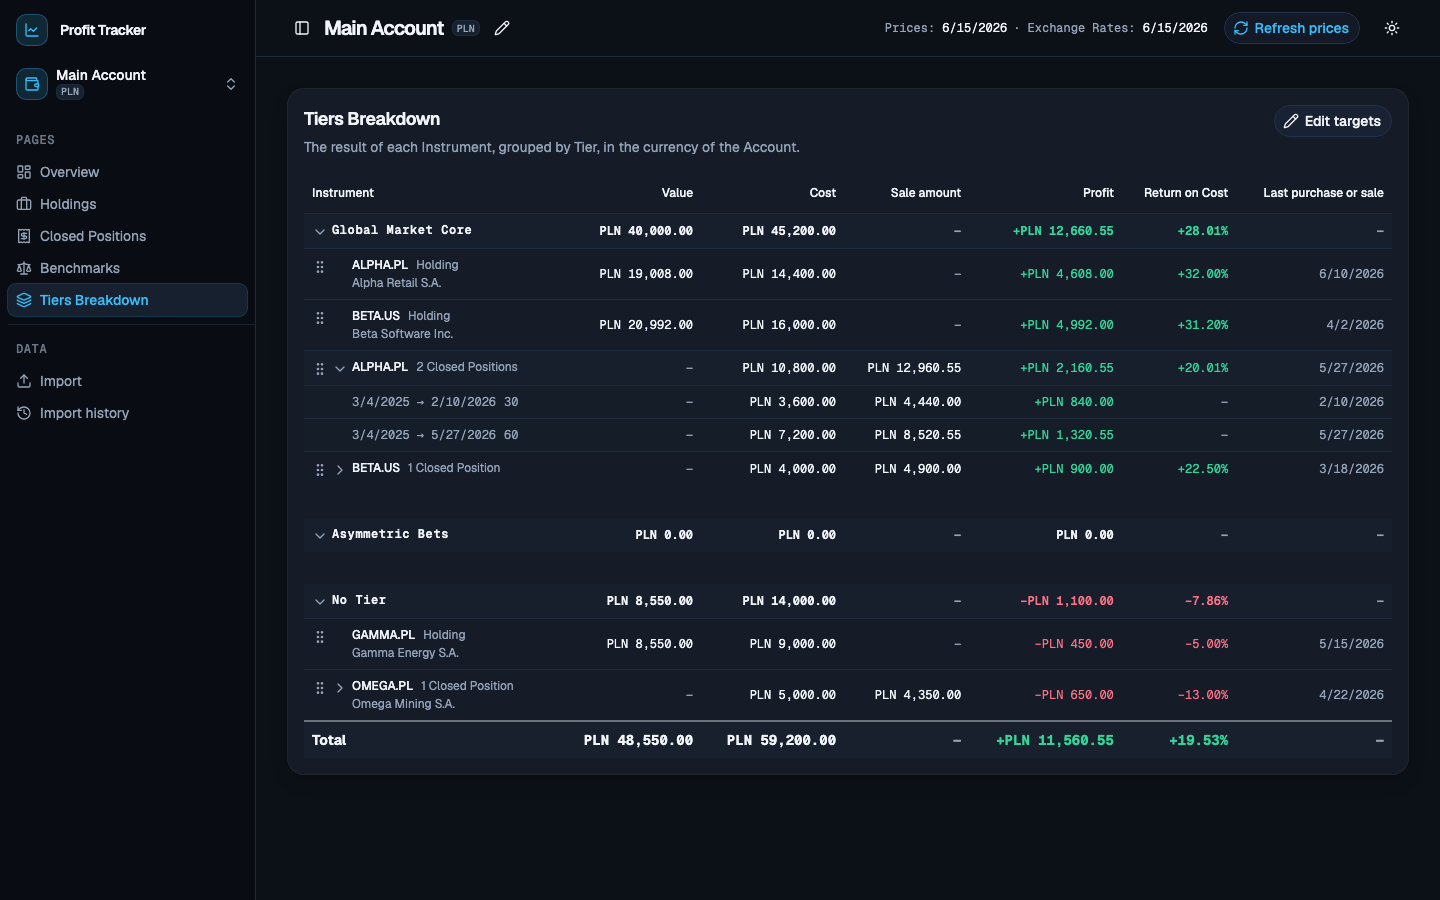 Profit Tracker
Main Account
PLN
PAGES
Overview
Holdings
Closed Positions
Benchmarks
Tiers Breakdown
DATA
Import
Import history
Main Account PLN
Prices: 6/15/2026 · Exchange Rates: 6/15/2026
Refresh prices
Tiers Breakdown
Edit targets
The result of each Instrument, grouped by Tier, in the currency of the Account.
Instrument Value Cost Sale amount Profit Return on Cost Last purchase or sale
Global Market Core PLN 40,000.00 PLN 45,200.00 – +PLN 12,660.55 +28.01% –
ALPHA.PL Holding
Alpha Retail S.A.
PLN 19,008.00 PLN 14,400.00 – +PLN 4,608.00 +32.00% 6/10/2026
BETA.US Holding
Beta Software Inc.
PLN 20,992.00 PLN 16,000.00 – +PLN 4,992.00 +31.20% 4/2/2026
ALPHA.PL 2 Closed Positions – PLN 10,800.00 PLN 12,960.55 +PLN 2,160.55 +20.01% 5/27/2026
3/4/2025 → 2/10/2026 30 – PLN 3,600.00 PLN 4,440.00 +PLN 840.00 – 2/10/2026
3/4/2025 → 5/27/2026 60 – PLN 7,200.00 PLN 8,520.55 +PLN 1,320.55 – 5/27/2026
BETA.US 1 Closed Position – PLN 4,000.00 PLN 4,900.00 +PLN 900.00 +22.50% 3/18/2026
Asymmetric Bets PLN 0.00 PLN 0.00 – PLN 0.00 – –
No Tier PLN 8,550.00 PLN 14,000.00 – −PLN 1,100.00 −7.86% –
GAMMA.PL Holding
Gamma Energy S.A.
PLN 8,550.00 PLN 9,000.00 – −PLN 450.00 −5.00% 5/15/2026
OMEGA.PL 1 Closed Position
Omega Mining S.A.
– PLN 5,000.00 PLN 4,350.00 −PLN 650.00 −13.00% 4/22/2026
Total PLN 48,550.00 PLN 59,200.00 – +PLN 11,560.55 +19.53% –